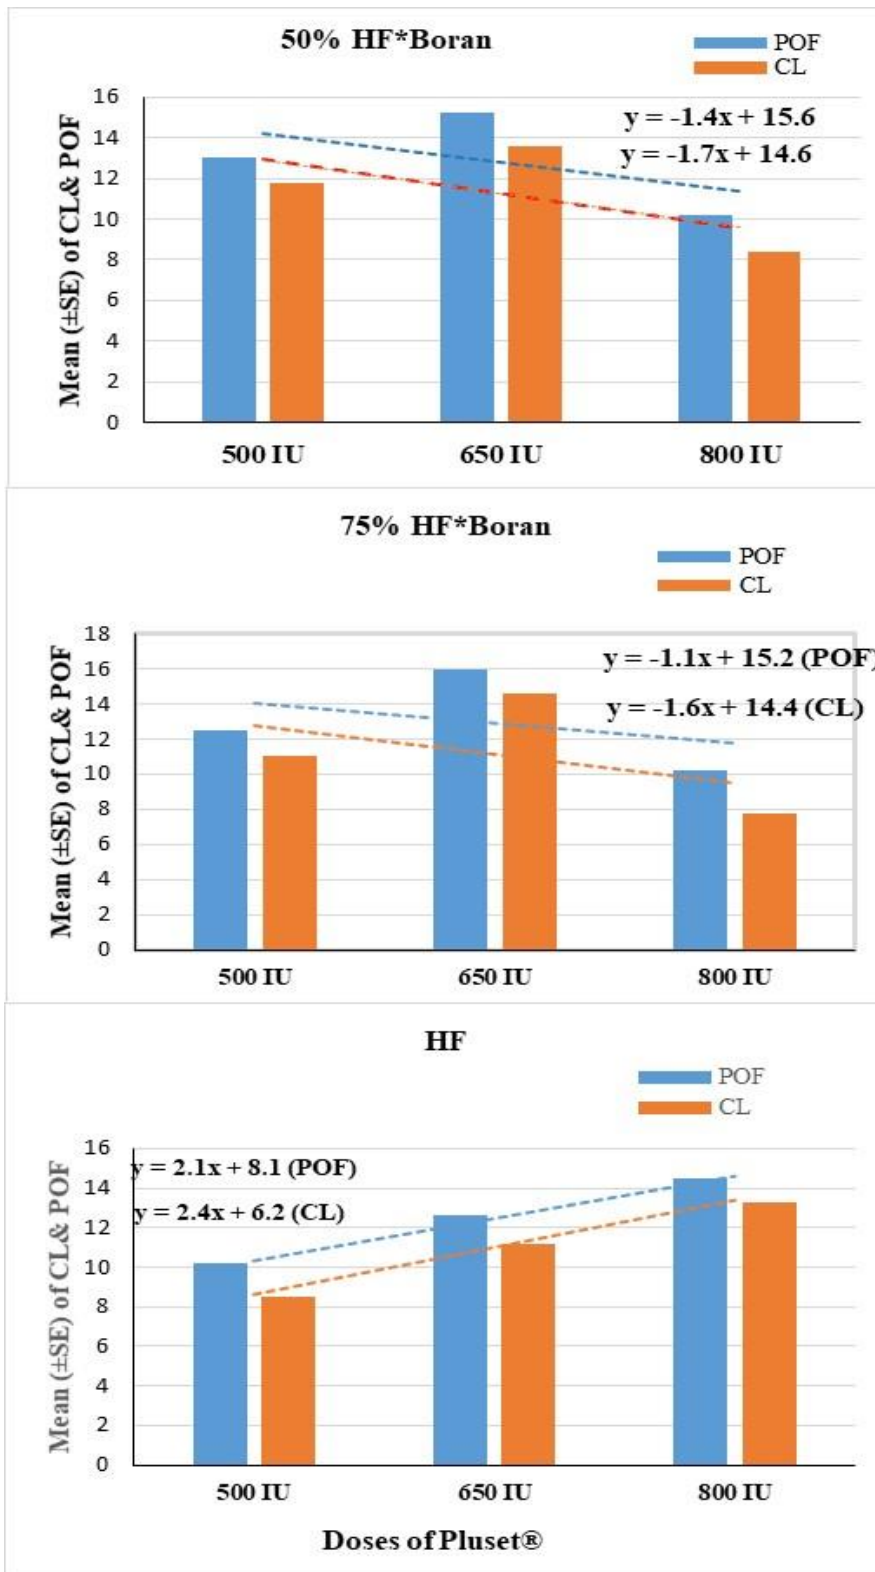 50% HF*Boran
POF
CL
Mean (±SE) of CL& POF
16
14
12
10
8
6
4
2
0
y = -1.4x + 15.6
y = -1.7x + 14.6
500 IU
650 IU
800 IU
75% HF*Boran
POF
CL
Mean (±SE) of CL& POF
18
16
14
12
10
8
6
4
2
0
y = -1.1x + 15.2 (POF)
y = -1.6x + 14.4 (CL)
500 IU
650 IU
800 IU
HF
POF
CL
Mean (±SE) of CL& POF
16
14
12
10
8
6
4
2
0
y = 2.1x + 8.1 (POF)
y = 2.4x + 6.2 (CL)
500 IU
650 IU
800 IU
Doses of Pluset®